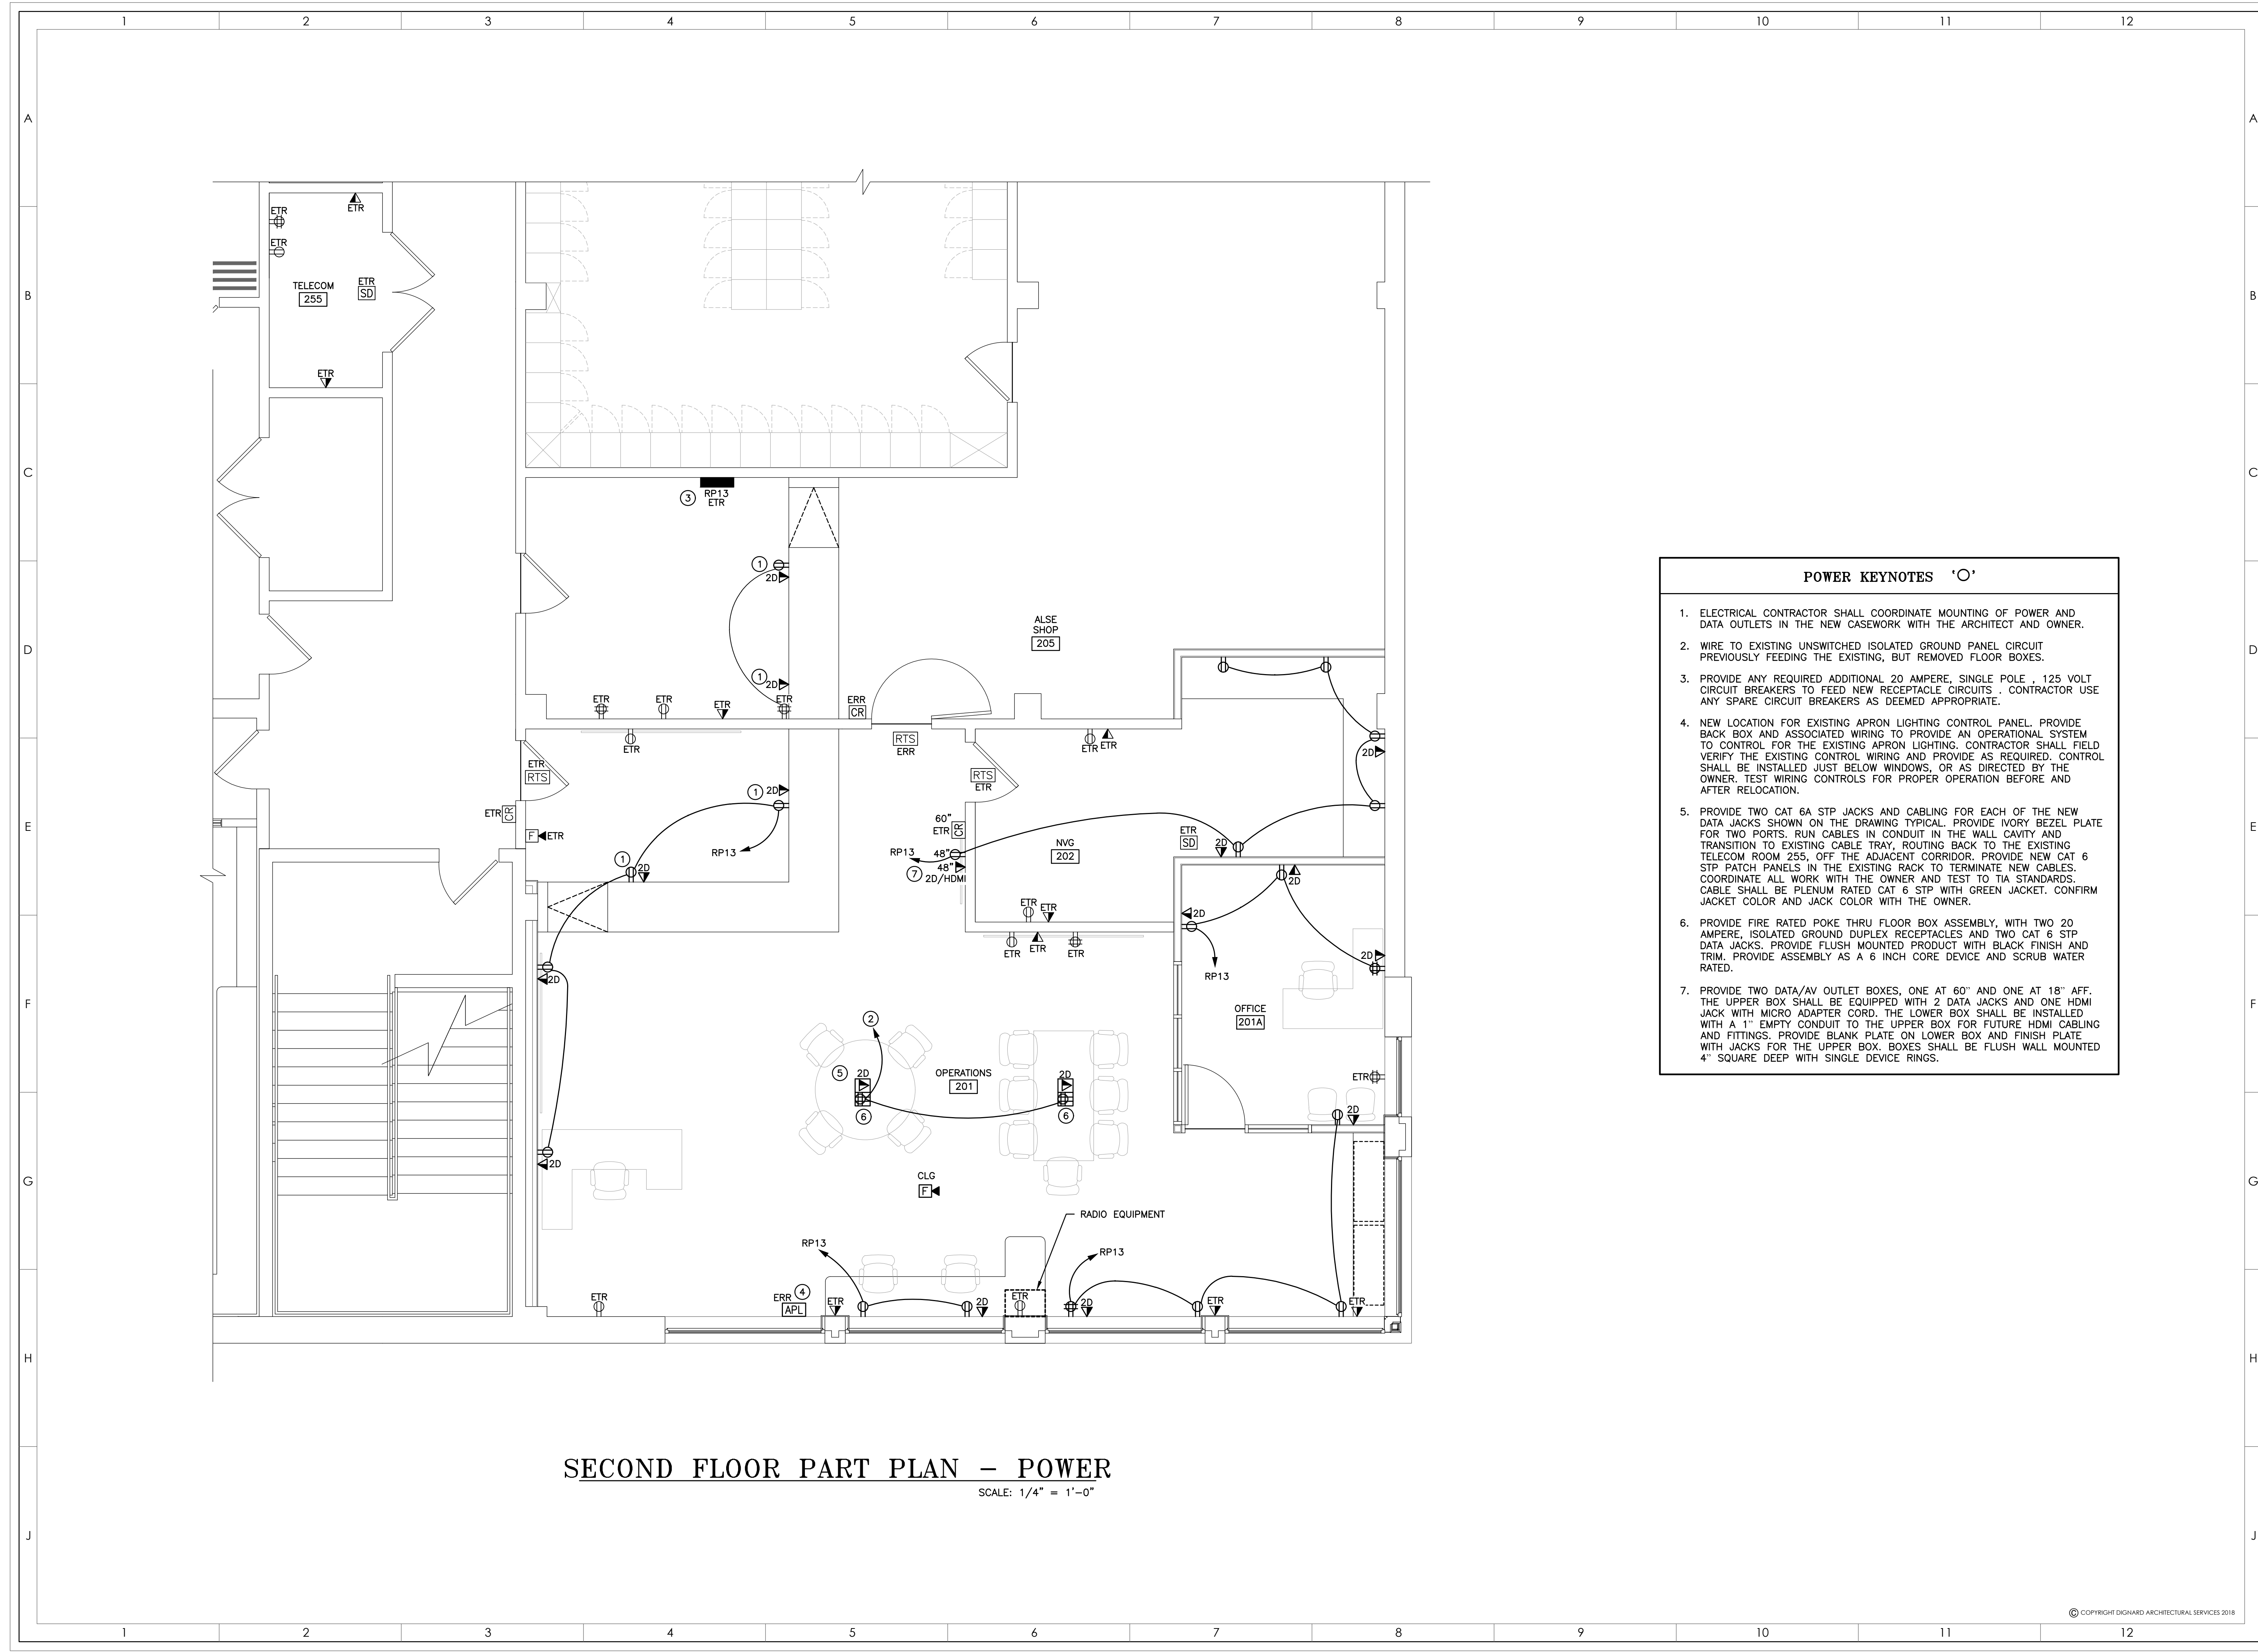 1 2 3 4 5 6 7 8 9 10 11 12
A A
ETR
ETR
ETR
B B
TELECOM
255
ETR
SD
ETR
C C
3
RP13
ETR
1
2D
ALSE
SHOP
205
D D
1
2D
ETR
ETR
ETR
ETR
ERR
CR
ETR
RTS
ERR
ETR ETR
2D
ETR
RTS
RTS
ETR
1 2D
ETR CR
60"
ETR CR
F ETR
E E
NVG
202
ETR
SD
2D
RP13
RP13
48"
48"
7 2D/HDMI
1
2D
2D
ETR
ETR
2D
ETR
ETR
ETR
2D
RP13
2D
F F
OFFICE
201A
2
5 2D
OPERATIONS
201
2D
ETR
6
6
2D
2D
CLG
F
G G
RADIO EQUIPMENT
RP13
RP13
ETR
ERR 4
APL
ETR
2D
ETR
2D
ETR
ETR
H H
J J
POWER KEYNOTES 'O'
1. ELECTRICAL CONTRACTOR SHALL COORDINATE MOUNTING OF POWER AND
DATA OUTLETS IN THE NEW CASEWORK WITH THE ARCHITECT AND OWNER.
2. WIRE TO EXISTING UNSWITCHED ISOLATED GROUND PANEL CIRCUIT
PREVIOUSLY FEEDING THE EXISTING, BUT REMOVED FLOOR BOXES.
3. PROVIDE ANY REQUIRED ADDITIONAL 20 AMPERE, SINGLE POLE , 125 VOLT
CIRCUIT BREAKERS TO FEED NEW RECEPTACLE CIRCUITS . CONTRACTOR USE
ANY SPARE CIRCUIT BREAKERS AS DEEMED APPROPRIATE.
4. NEW LOCATION FOR EXISTING APRON LIGHTING CONTROL PANEL. PROVIDE
BACK BOX AND ASSOCIATED WIRING TO PROVIDE AN OPERATIONAL SYSTEM
TO CONTROL FOR THE EXISTING APRON LIGHTING. CONTRACTOR SHALL FIELD
VERIFY THE EXISTING CONTROL WIRING AND PROVIDE AS REQUIRED. CONTROL
SHALL BE INSTALLED JUST BELOW WINDOWS, OR AS DIRECTED BY THE
OWNER. TEST WIRING CONTROLS FOR PROPER OPERATION BEFORE AND
AFTER RELOCATION.
5. PROVIDE TWO CAT 6A STP JACKS AND CABLING FOR EACH OF THE NEW
DATA JACKS SHOWN ON THE DRAWING TYPICAL. PROVIDE IVORY BEZEL PLATE
FOR TWO PORTS. RUN CABLES IN CONDUIT IN THE WALL CAVITY AND
TRANSITION TO EXISTING CABLE TRAY, ROUTING BACK TO THE EXISTING
TELECOM ROOM 255, OFF THE ADJACENT CORRIDOR. PROVIDE NEW CAT 6
STP PATCH PANELS IN THE EXISTING RACK TO TERMINATE NEW CABLES.
COORDINATE ALL WORK WITH THE OWNER AND TEST TO TIA STANDARDS.
CABLE SHALL BE PLENUM RATED CAT 6 STP WITH GREEN JACKET. CONFIRM
JACKET COLOR AND JACK COLOR WITH THE OWNER.
6. PROVIDE FIRE RATED POKE THRU FLOOR BOX ASSEMBLY, WITH TWO 20
AMPERE, ISOLATED GROUND DUPLEX RECEPTACLES AND TWO CAT 6 STP
DATA JACKS. PROVIDE FLUSH MOUNTED PRODUCT WITH BLACK FINISH AND
TRIM. PROVIDE ASSEMBLY AS A 6 INCH CORE DEVICE AND SCRUB WATER
RATED.
7. PROVIDE TWO DATA/AV OUTLET BOXES, ONE AT 60" AND ONE AT 18" AFF.
THE UPPER BOX SHALL BE EQUIPPED WITH 2 DATA JACKS AND ONE HDMI
JACK WITH MICRO ADAPTER CORD. THE LOWER BOX SHALL BE INSTALLED
WITH A 1" EMPTY CONDUIT TO THE UPPER BOX FOR FUTURE HDMI CABLING
AND FITTINGS. PROVIDE BLANK PLATE ON LOWER BOX AND FINISH PLATE
WITH JACKS FOR THE UPPER BOX. BOXES SHALL BE FLUSH WALL MOUNTED
4" SQUARE DEEP WITH SINGLE DEVICE RINGS.
SECOND FLOOR PART PLAN – POWER
SCALE: 1/4" = 1'-0"
© COPYRIGHT DIGNARD ARCHITECTURAL SERVICES 2018
1 2 3 4 5 6 7 8 9 10 11 12